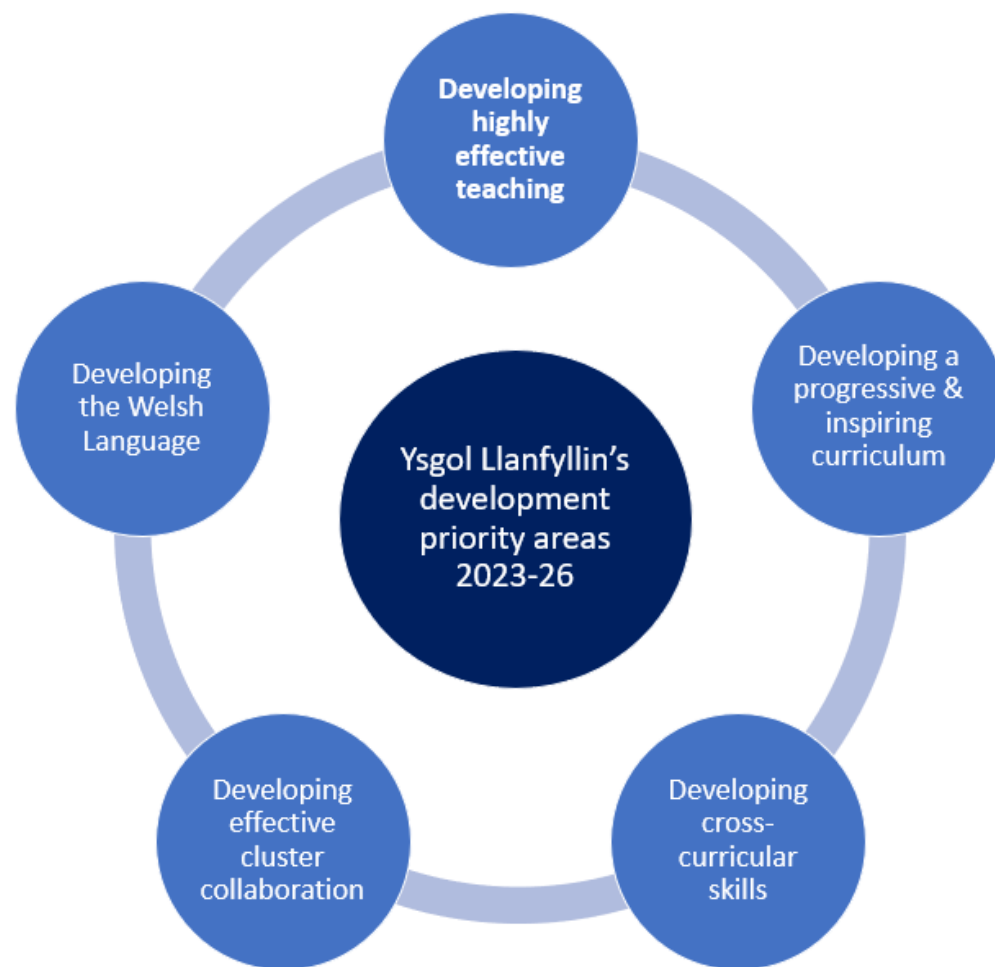 Developing
highly
effective
teaching
Developing a
progressive &
inspiring
curriculum
Developing
cross-
curricular
skills
Developing
effective
cluster
collaboration
Developing
the Welsh
Language
Ysgol Llanfyllin’s
development
priority areas
2023-26